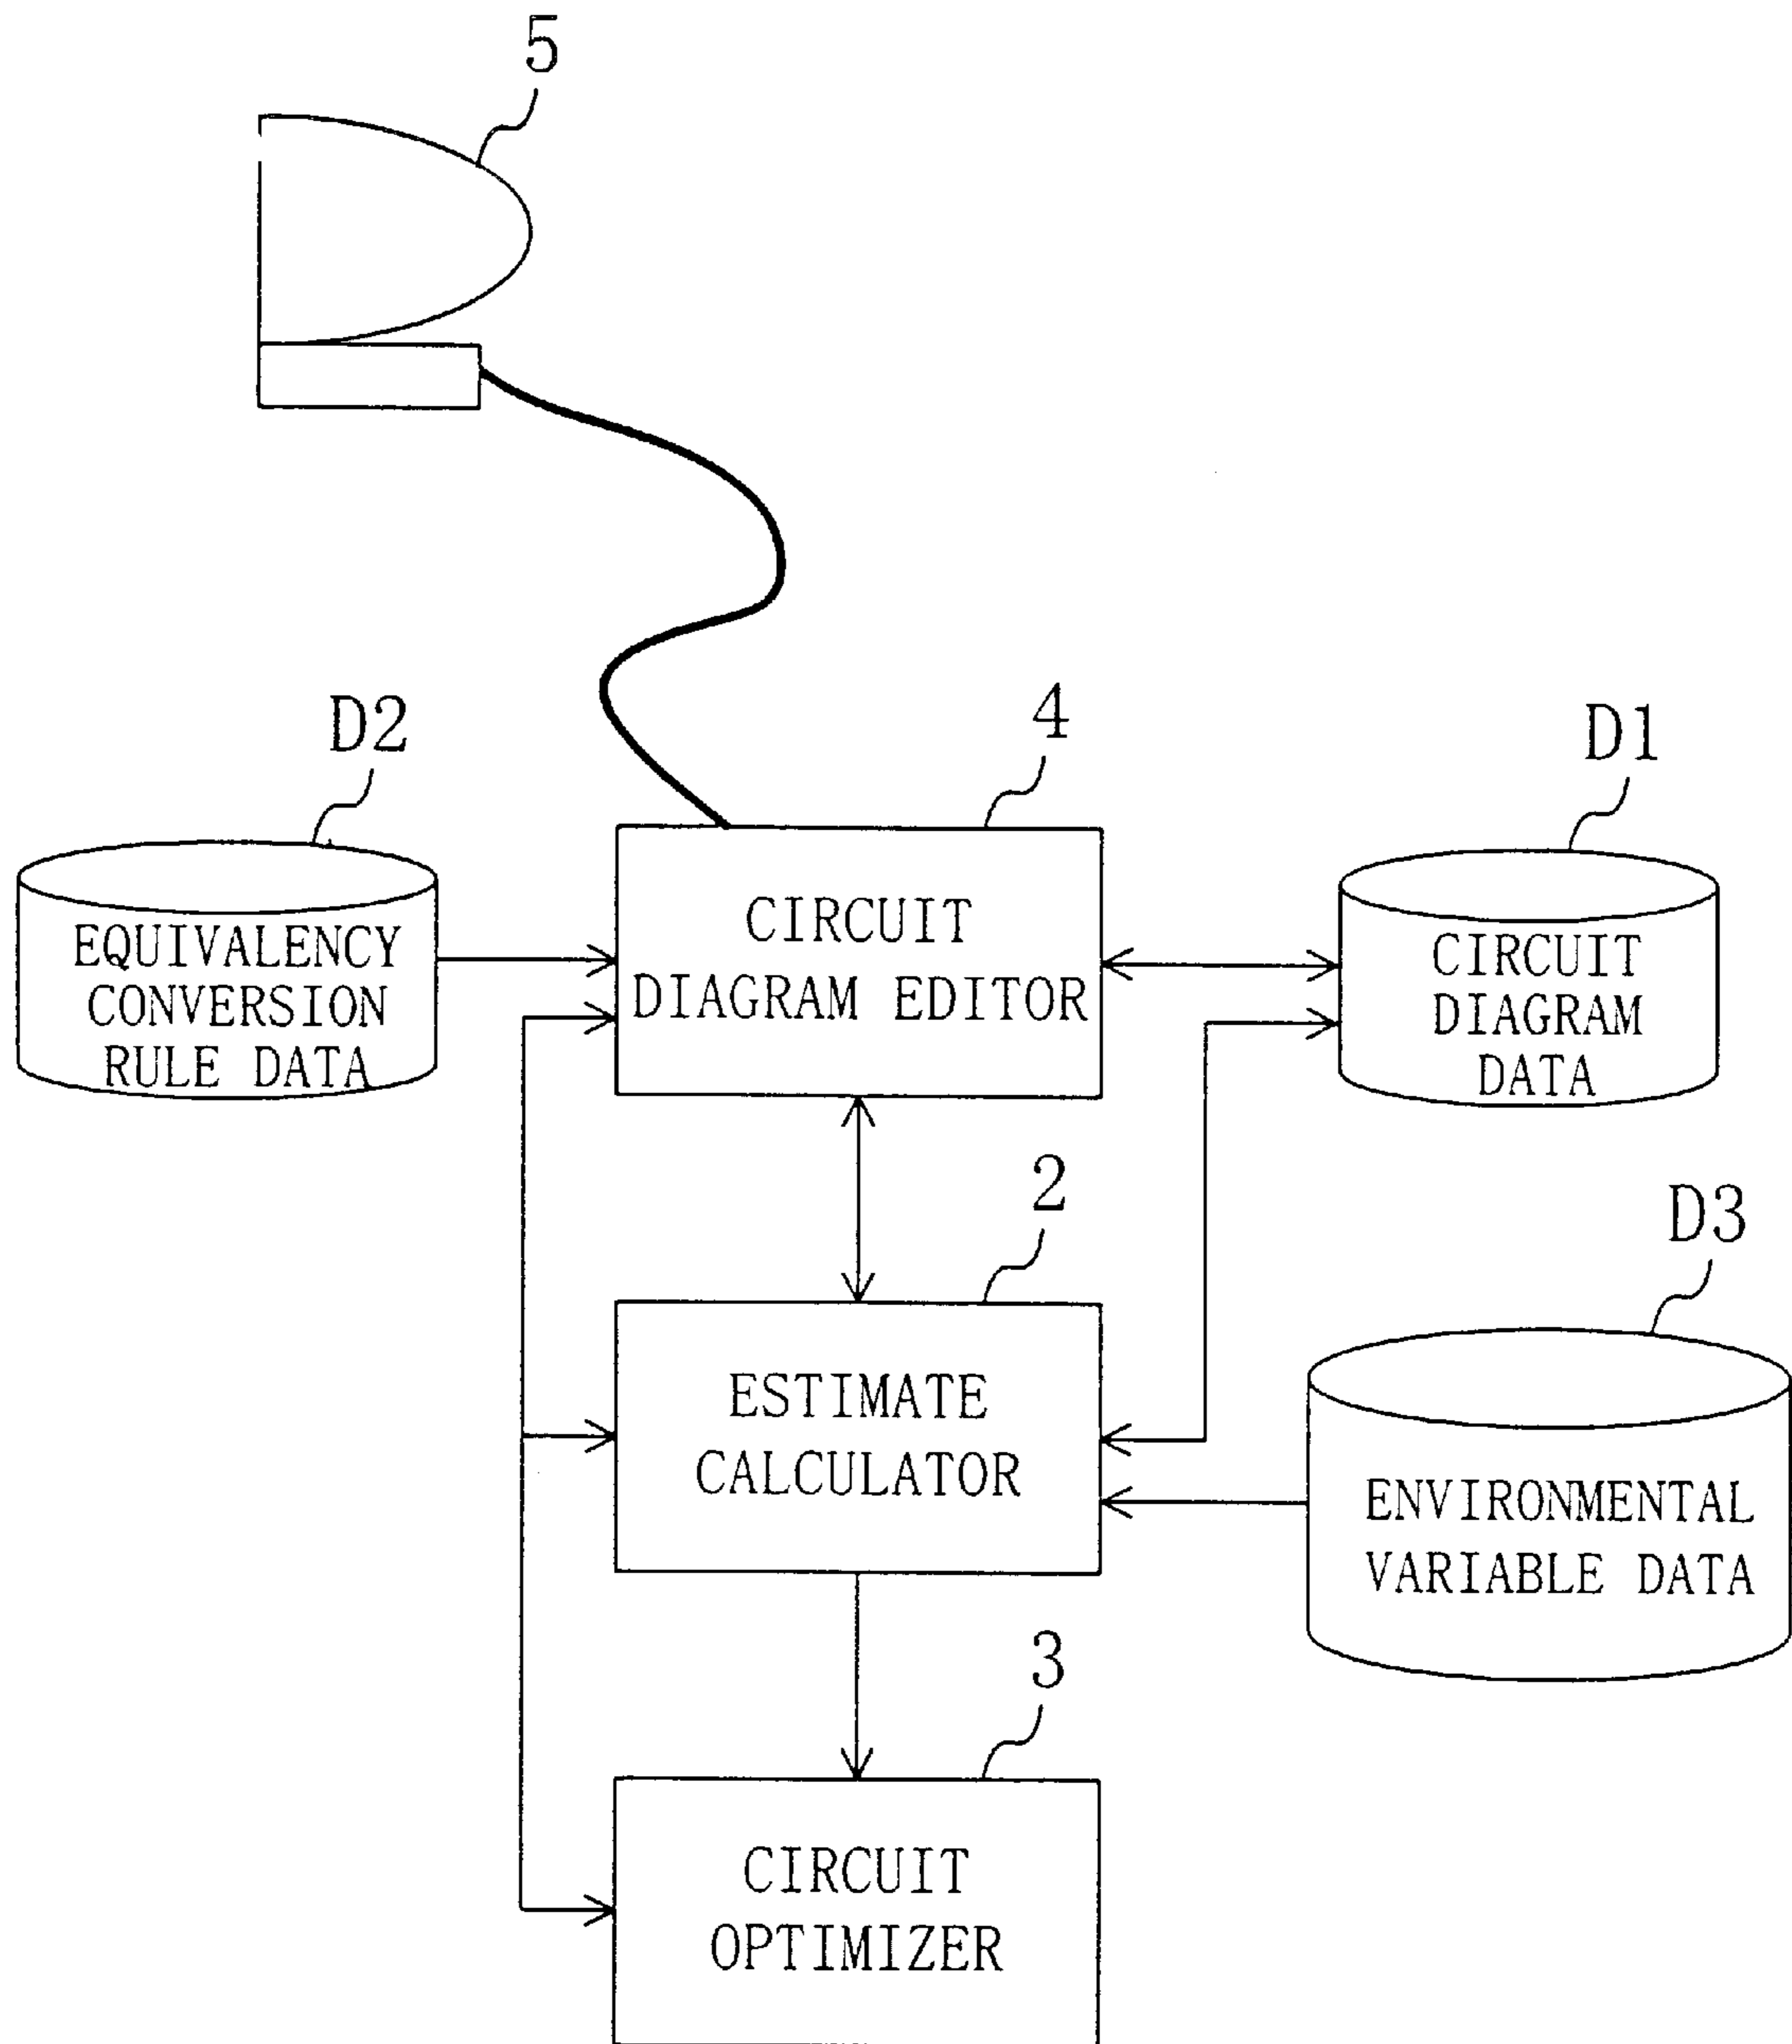 5
D2
4
D1
EQUIVALENCY
CONVERSION
RULE DATA
CIRCUIT
DIAGRAM EDITOR
CIRCUIT
DIAGRAM
DATA
2
D3
ESTIMATE
CALCULATOR
ENVIRONMENTAL
VARIABLE DATA
3
CIRCUIT
OPTIMIZER